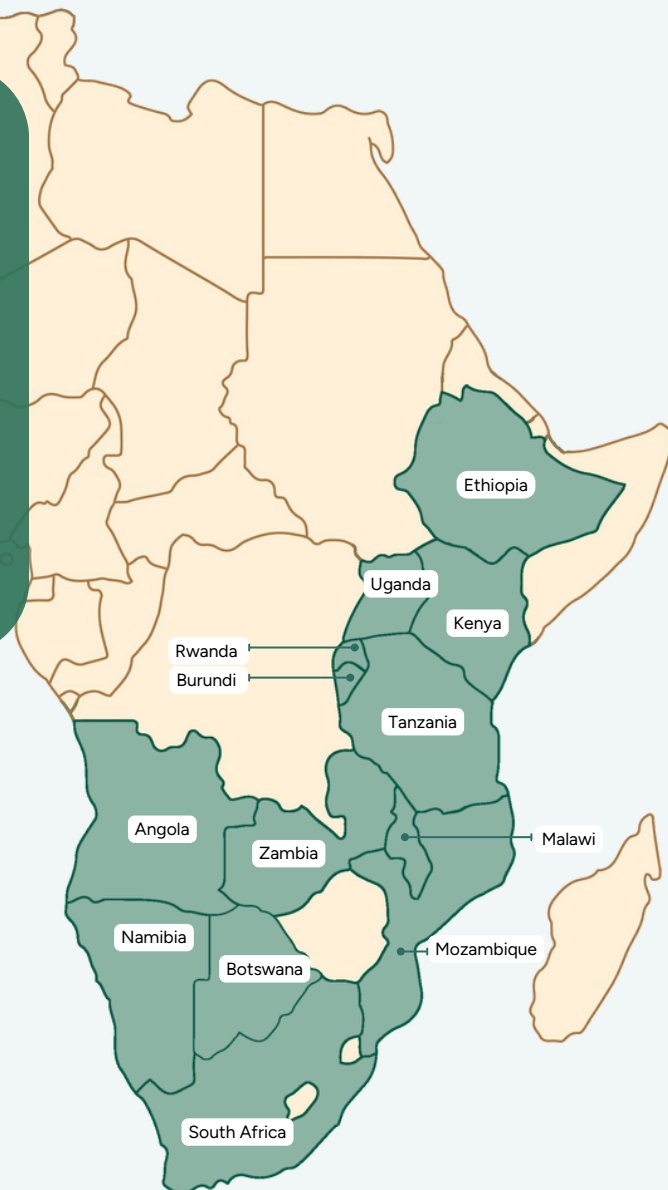 Ethiopia
Uganda
Kenya
Rwanda
Burundi
Tanzania
Angola
Malawi
Zambia
Namibia
Mozambique
Botswana
South Africa